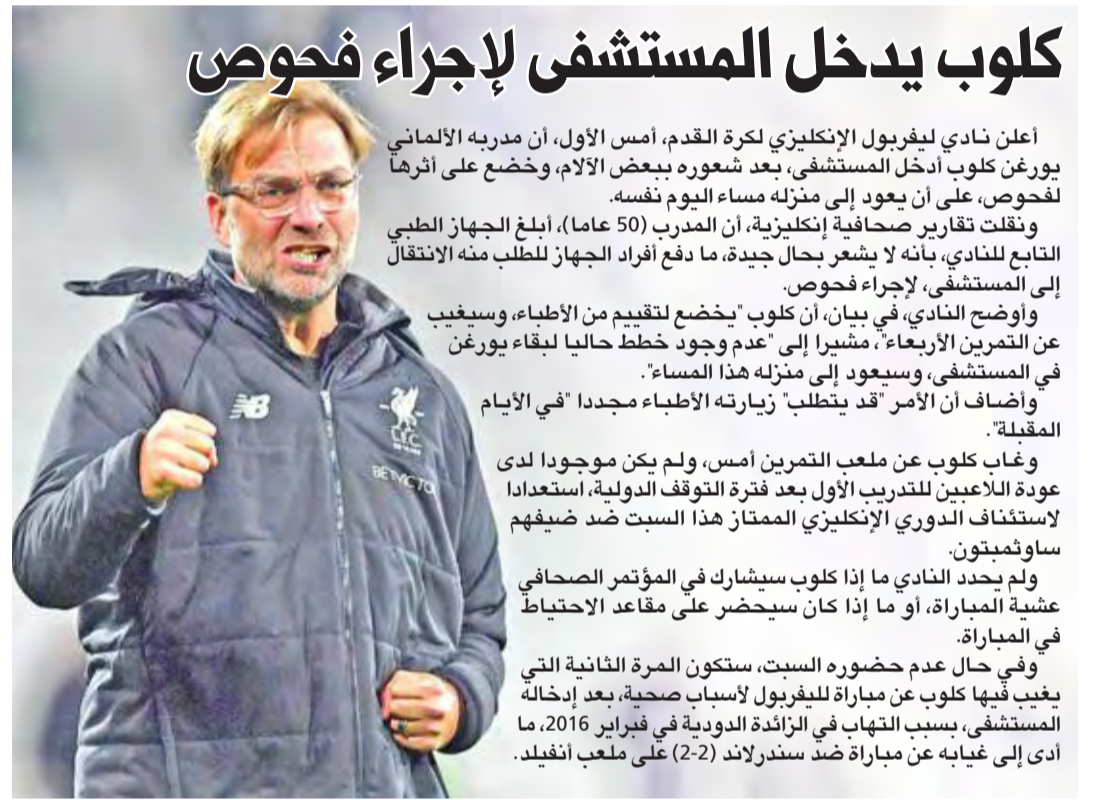 كلوب يدخل المستشفى لإجراء فحوص
أعلن نادي ليفربول الإنكليزي لكرة القدم، أمس الأول، أن مدربه الألماني
يورغن كلوب أدخل المستشفى، بعد شعوره ببعض الآلام، وخضع على أثرها
لفحوص، على أن يعود إلى منزله مساء اليوم نفسه.
ونقلت تقارير صحافية إنكليزية، أن المدرب (50 عاما)، أبلغ الجهاز الطبي
التابع للنادي، بأنه لا يشعر بحال جيدة، ما دفع أفراد الجهاز للطلب منه الانتقال
إلى المستشفى، لإجراء فحوص.
وأوضح النادي، في بيان، أن كلوب "يخضع لتقييم من الأطباء، وسيغيب
عن التمرين الأربعاء"، مشيرا إلى "عدم وجود خطط حاليا لبقاء يورغن
في المستشفى، وسيعود إلى منزله هذا المساء".
وأضاف أن الأمر "قد يتطلب" زيارته الأطباء مجددا "في الأيام
المقبلة".
وغاب كلوب عن ملعب التمرين أمس، ولم يكن موجودا لدى
عودة اللاعبين للتدريب الأول بعد فترة التوقف الدولية، استعدادا
لاستئناف الدوري الإنكليزي الممتاز هذا السبت ضد ضيفهم
ساوثمبتون.
ولم يحدد النادي ما إذا كلوب سيشارك في المؤتمر الصحافي
عشية المباراة، أو ما إذا كان سيحضر على مقاعد الاحتياط
في المباراة.
وفي حال عدم حضوره السبت، ستكون المرة الثانية التي
يغيب فيها كلوب عن مباراة لليفربول لأسباب صحية، بعد إدخاله
المستشفى، بسبب التهاب في الزائدة الدودية في فبراير 2016، ما
أدى إلى غيابه عن مباراة ضد سندرلاند (2-2) على ملعب أنفيلد.
NB
L.F.C.
BETVICTOR